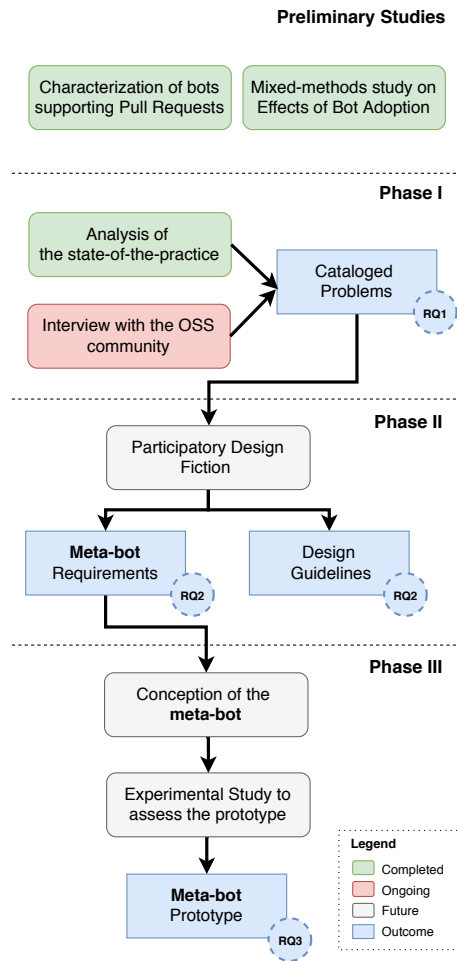 Preliminary Studies
Characterization of bots
supporting Pull Requests
Mixed-methods study on
Effects of Bot Adoption
Phase I
Analysis of
the state-of-the-practice
Interview with the OSS
community
Cataloged
Problems
RQ1
Phase II
Participatory Design
Fiction
Meta-bot
Requirements
RQ2
Design
Guidelines
RQ2
Phase III
Conception of the
meta-bot
Experimental Study to
assess the prototype
Meta-bot
Prototype
RQ3
Legend
Completed
Ongoing
Future
Outcome